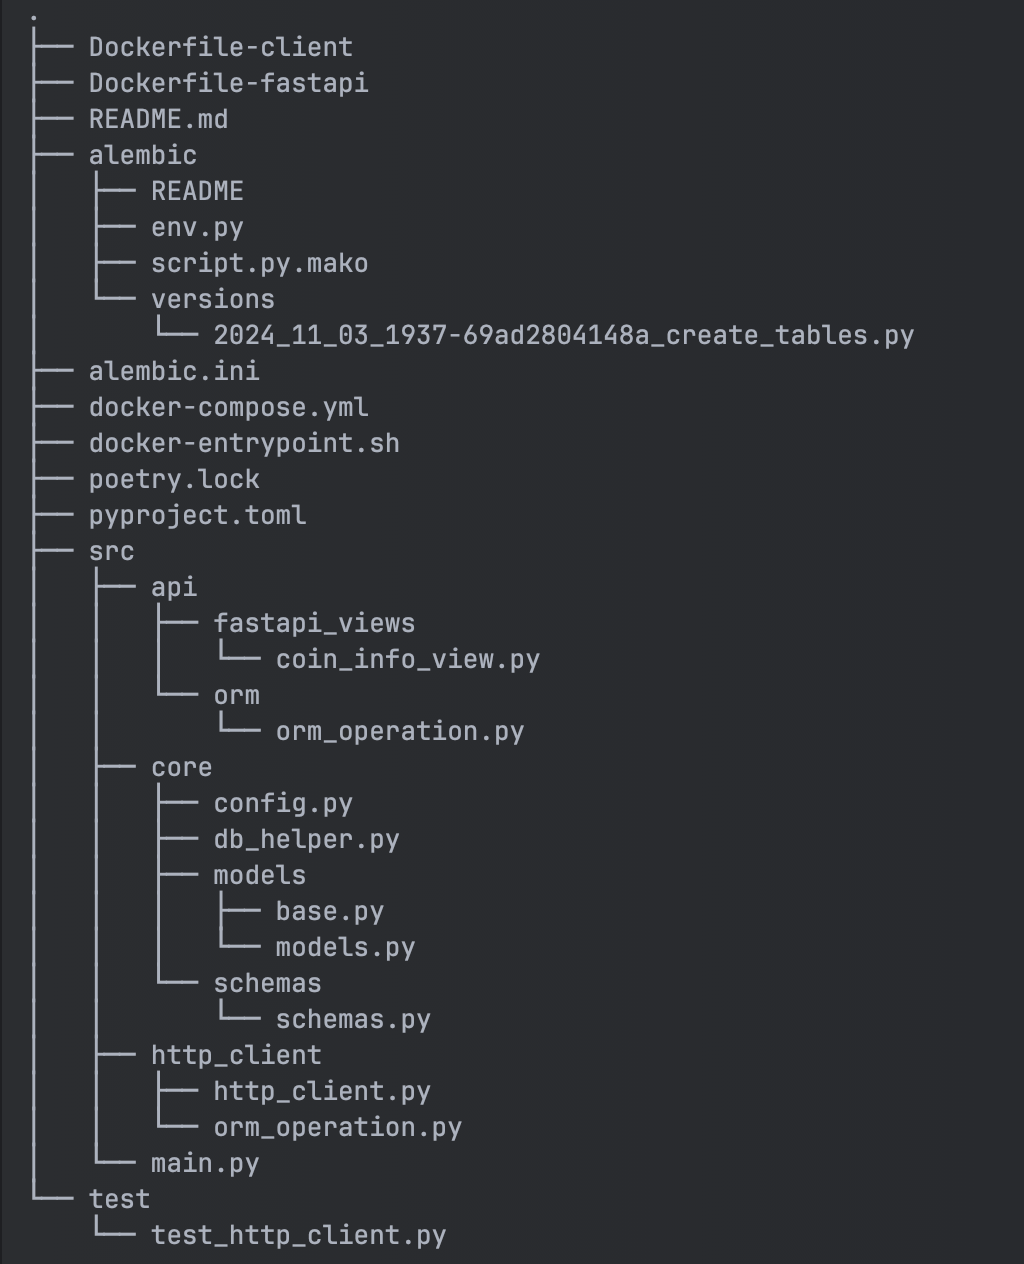 .
├── Dockerfile-client
├── Dockerfile-fastapi
├── README.md
├── alembic
│   ├── README
│   ├── env.py
│   ├── script.py.mako
│   └── versions
│       └── 2024_11_03_1937-69ad2804148a_create_tables.py
├── alembic.ini
├── docker-compose.yml
├── docker-entrypoint.sh
├── poetry.lock
├── pyproject.toml
├── src
│   ├── api
│   │   ├── fastapi_views
│   │   │   └── coin_info_view.py
│   │   └── orm
│   │       └── orm_operation.py
│   ├── core
│   │   ├── config.py
│   │   ├── db_helper.py
│   │   ├── models
│   │   │   ├── base.py
│   │   │   └── models.py
│   │   └── schemas
│   │       └── schemas.py
│   ├── http_client
│   │   ├── http_client.py
│   │   └── orm_operation.py
│   └── main.py
└── test
    └── test_http_client.py